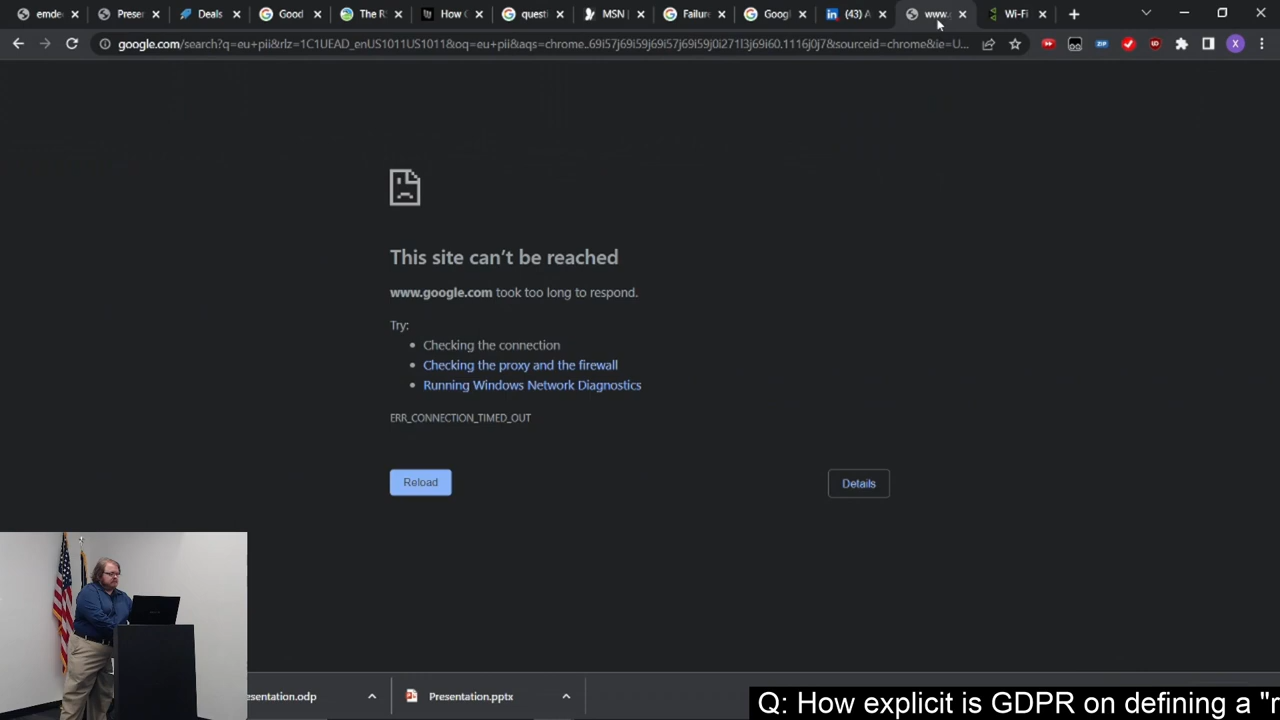 emde
Preser
Deals
Good
The R
How C
questi
MSN |
Failure
Googl
(43) A
www.
Wi-Fi
google.com/search?q=eu+pii&rlz=1C1UEAD_enUS1011US1011&oq=eu+pii&aqs=chrome..69i57j69i59j69i57j69i59j0i271l3j69i60.1116j0j7&sourceid=chrome&ie=U...
ZIP
UO
X
This site can't be reached
www.google.com took too long to respond.
Try:
• Checking the connection
• Checking the proxy and the firewall
• Running Windows Network Diagnostics
ERR_CONNECTION_TIMED_OUT
Reload
Details
esentation.odp
Presentation.pptx
Q: How explicit is GDPR on defining a "r